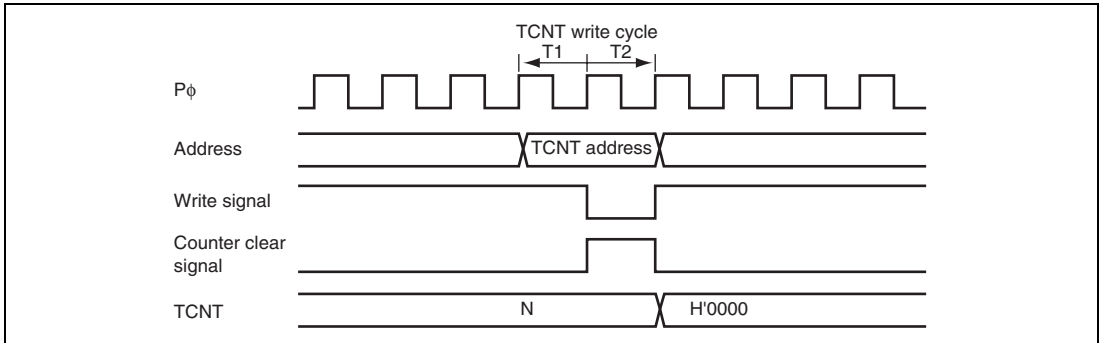 TCNT write cycle
T1 T2
Pϕ
Address
TCNT address
Write signal
Counter clear
signal
TCNT
N
H'0000